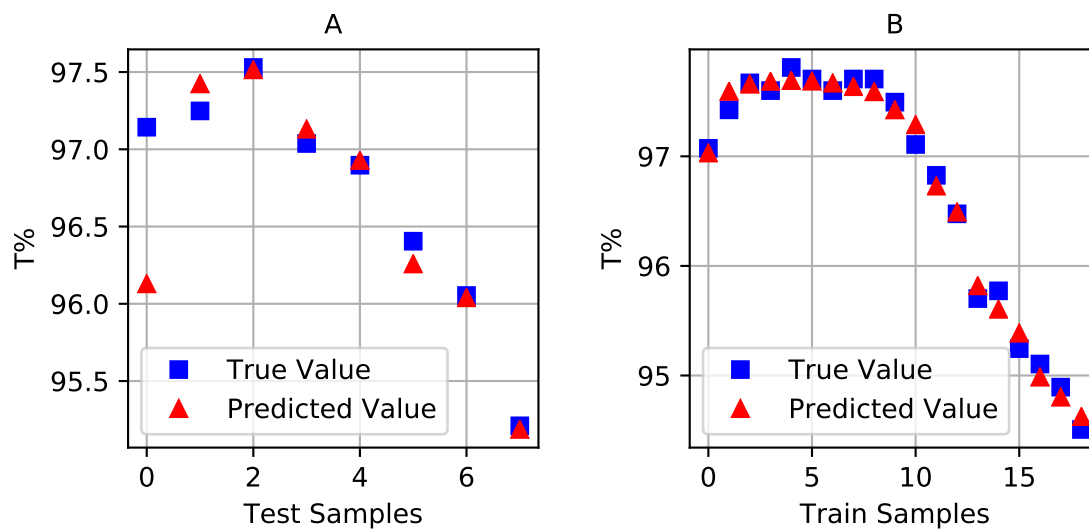 A
97.5
97.0
96.5
96.0
95.5
T%
True Value
Predicted Value
0
2
4
6
Test Samples
B
97
96
95
T%
True Value
Predicted Value
0
5
10
15
Train Samples